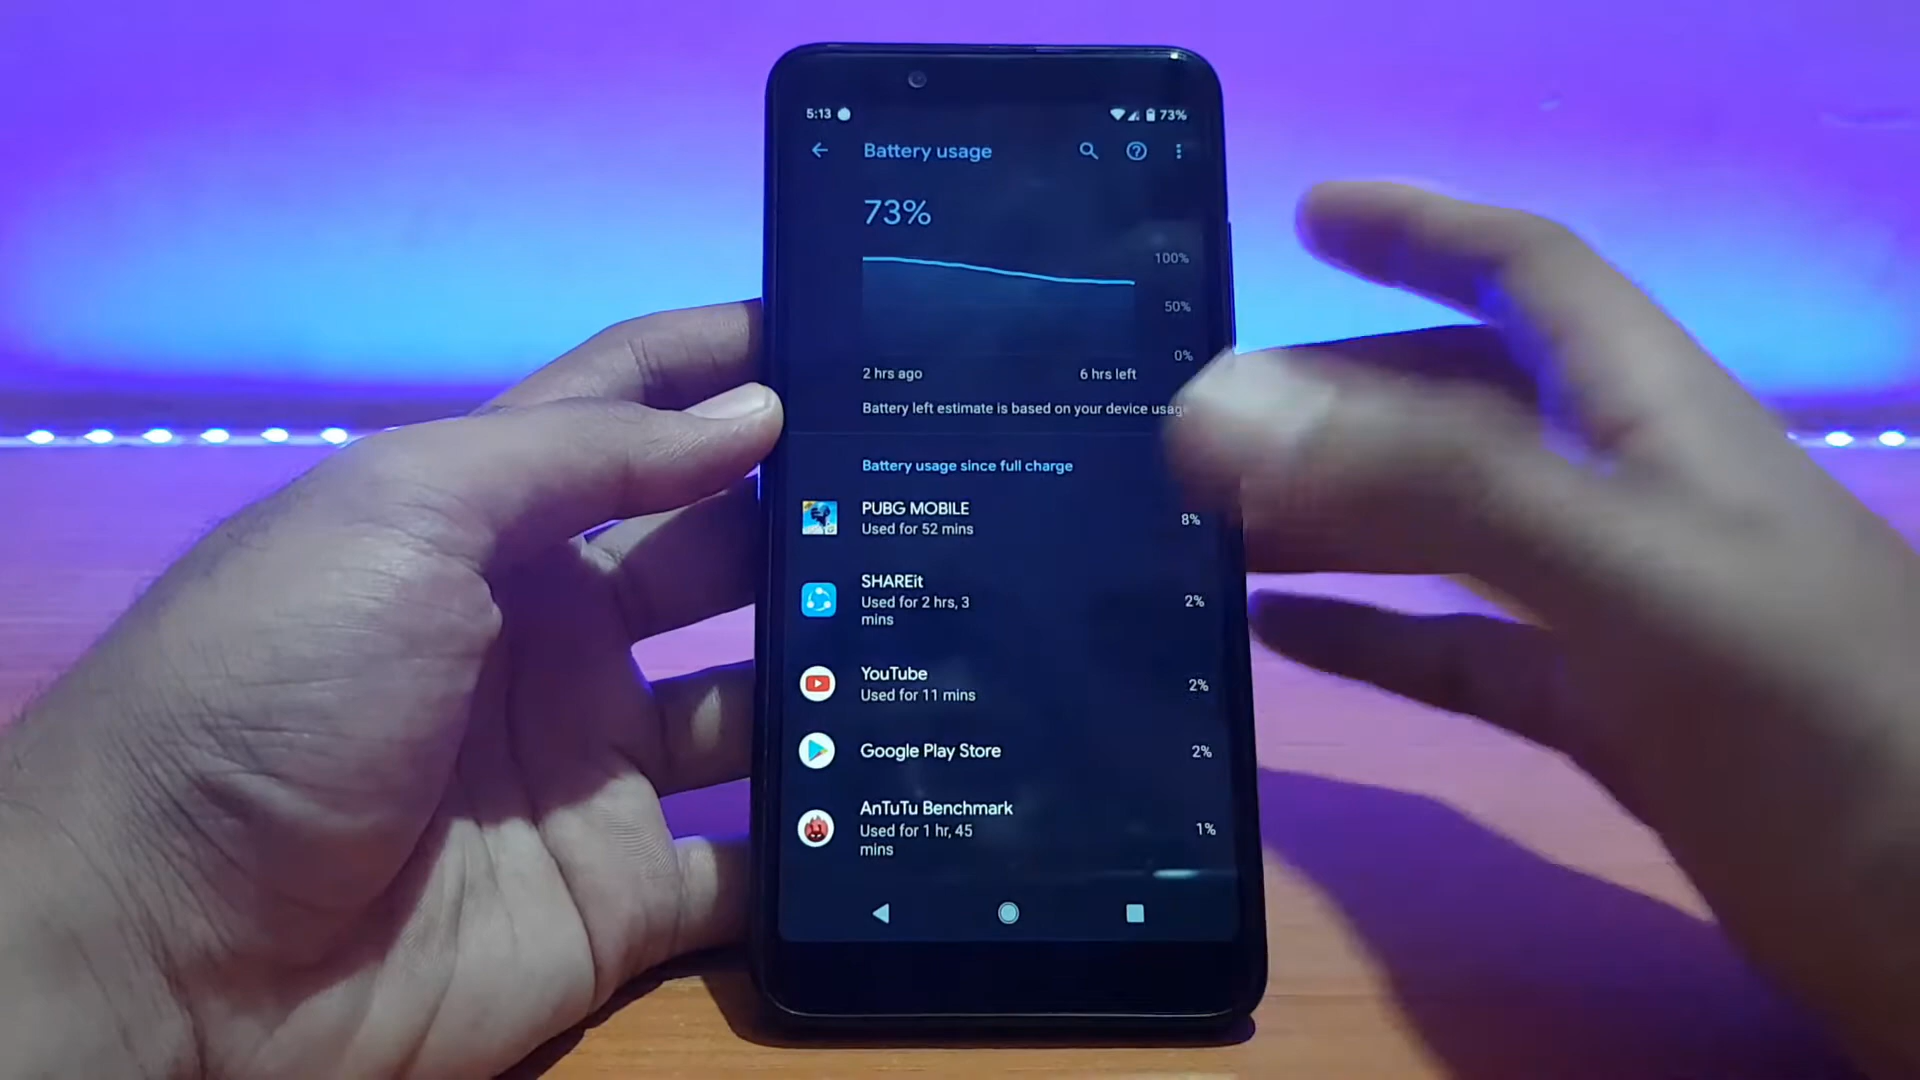 5:13
73%
Battery usage
73%
100%
50%
0%
2 hrs ago
6 hrs left
Battery left estimate is based on your device
Battery usage since full charge
PUBG MOBILE
Used for 52 mins
8%
SHAREit
Used for 2 hrs, 3
mins
2%
YouTube
Used for 11 mins
2%
Google Play Store
2%
AnTuTu Benchmark
Used for 1 hr, 45
mins
1%